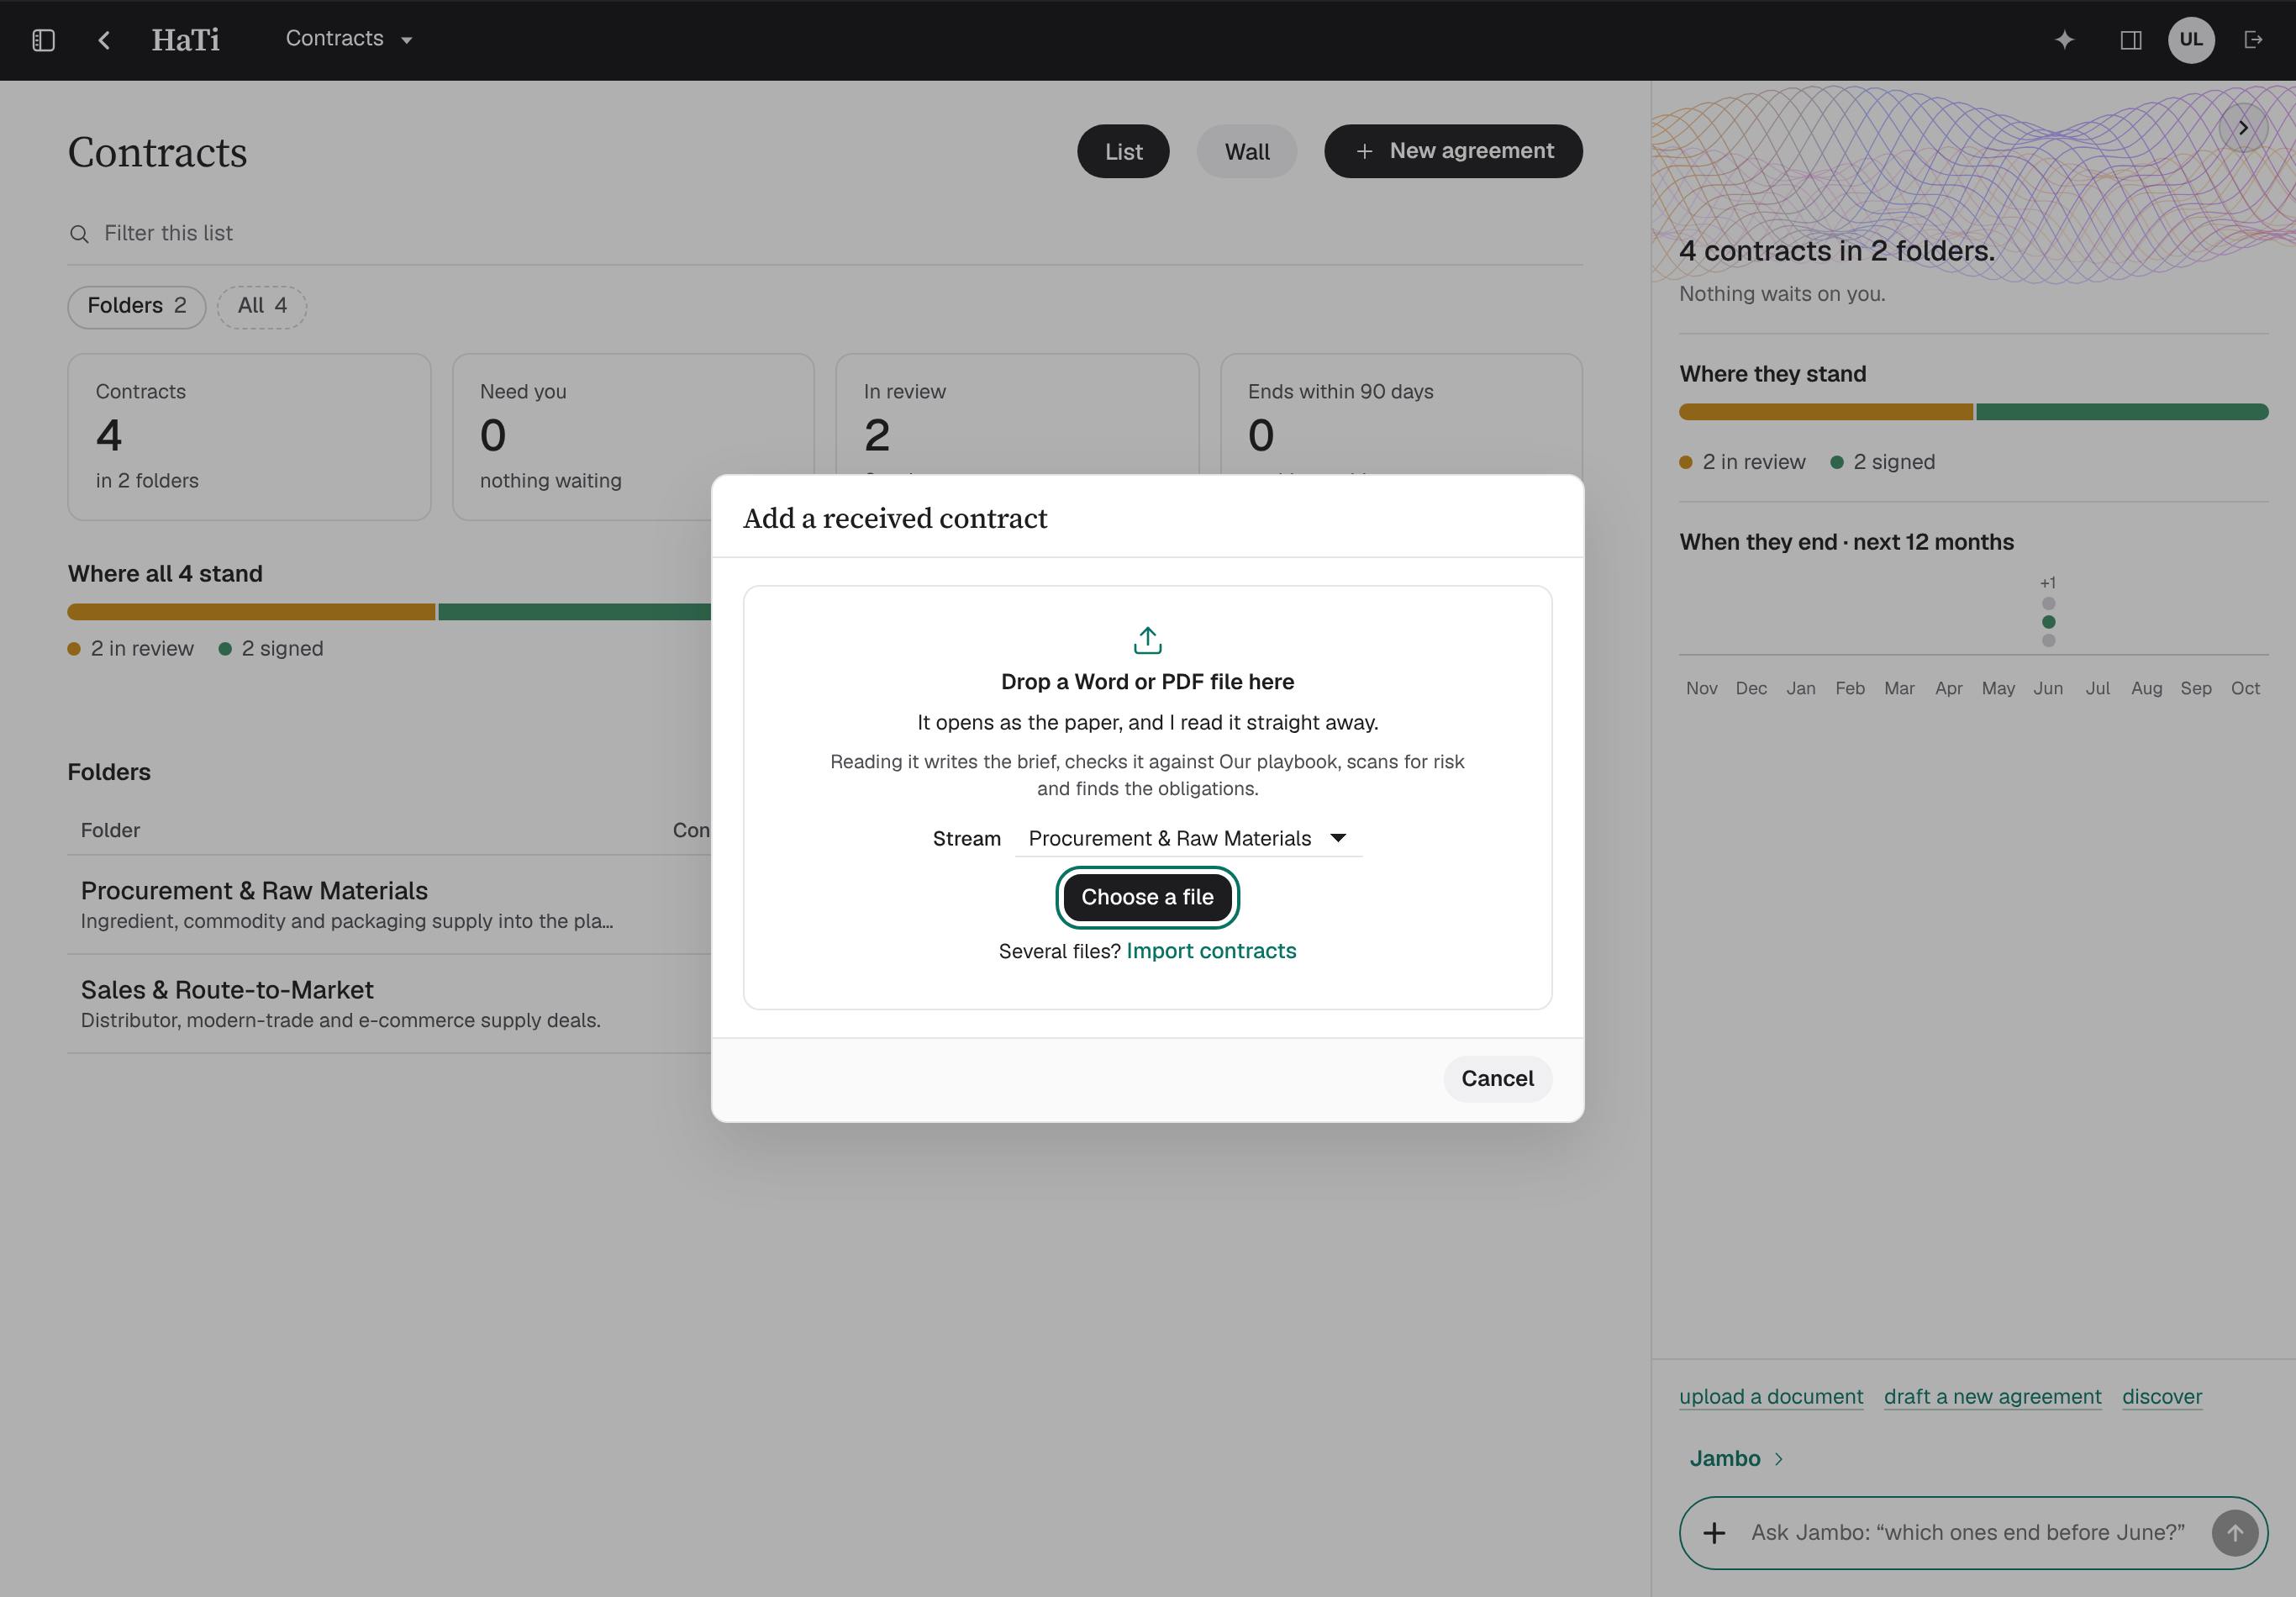 HaTi
Contracts
UL
Contracts
List
Wall
New agreement
Filter this list
Folders 2
All 4
Contracts
4
in 2 folders
Need you
0
nothing waiting
In review
2
Ends within 90 days
0
Where all 4 stand
2 in review
2 signed
Folders
Folder
Con
Procurement & Raw Materials
Ingredient, commodity and packaging supply into the pla...
Sales & Route-to-Market
Distributor, modern-trade and e-commerce supply deals.
Add a received contract
Drop a Word or PDF file here
It opens as the paper, and I read it straight away.
Reading it writes the brief, checks it against Our playbook, scans for risk
and finds the obligations.
Stream Procurement & Raw Materials
Choose a file
Several files? Import contracts
Cancel
4 contracts in 2 folders.
Nothing waits on you.
Where they stand
2 in review
2 signed
When they end · next 12 months
+1
Nov Dec Jan Feb Mar Apr May Jun Jul Aug Sep Oct
upload a document draft a new agreement discover
Jambo
Ask Jambo: “which ones end before June?”